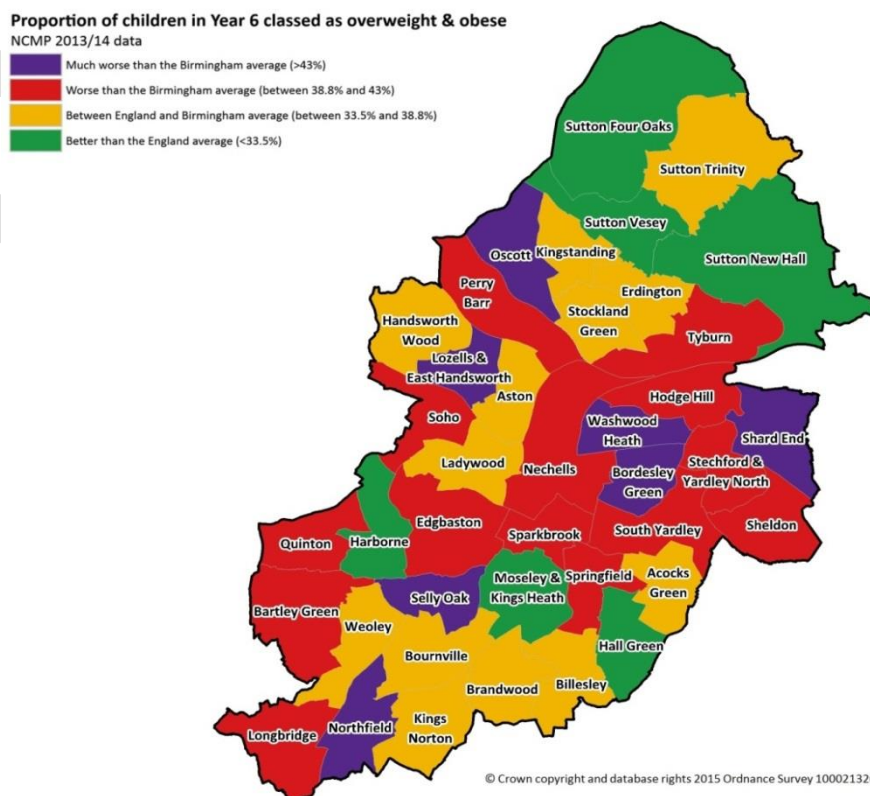 Proportion of children in Year 6 classed as overweight & obese
NCMP 2013/14 data
Much worse than the Birmingham average (>43%)
Worse than the Birmingham average (between 38.8% and 43%)
Between England and Birmingham average (between 33.5% and 38.8%)
Better than the England average (<33.5%)
Sutton Four Oaks
Sutton Trinity
Sutton Vesey
Oscott
Kingstanding
Sutton New Hall
Perry
Barr
Erdington
Stockland
Green
Handsworth
Wood
Tyburn
Lozells &
East Handsworth
Aston
Hodge Hill
Soho
Washwood
Heath
Shard End
Ladywood
Nechells
Stechford &
Yardley North
Bordesley
Green
Edgbaston
Sparkbrook
South Yardley
Sheldon
Quinton
Harborne
Moseley &
Kings Heath
Springfield
Acocks
Green
Selly Oak
Bartley Green
Weoley
Hall Green
Bournville
Brandwood
Billesley
Longbridge
Northfield
Kings
Norton
© Crown copyright and database rights 2015 Ordnance Survey 10002132